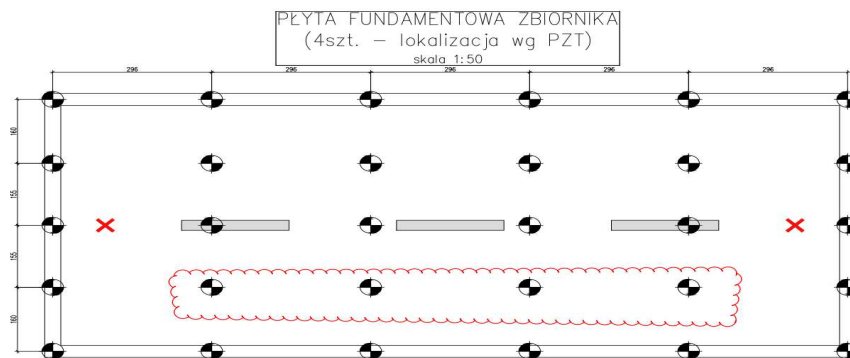 PŁYTA FUNDAMENTOWA ZBIORNIKA
(4szt. – lokalizacja wg PZT)
skala 1:50
296 296 296 296 296
160
155
155
160